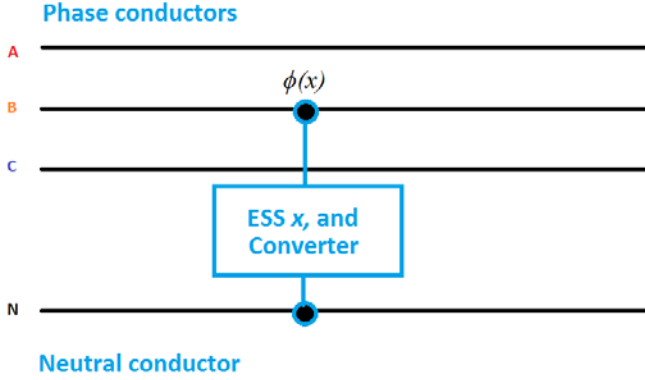 Phase conductors
A
ϕ(x)
B
C
ESS x, and
Converter
N
Neutral conductor